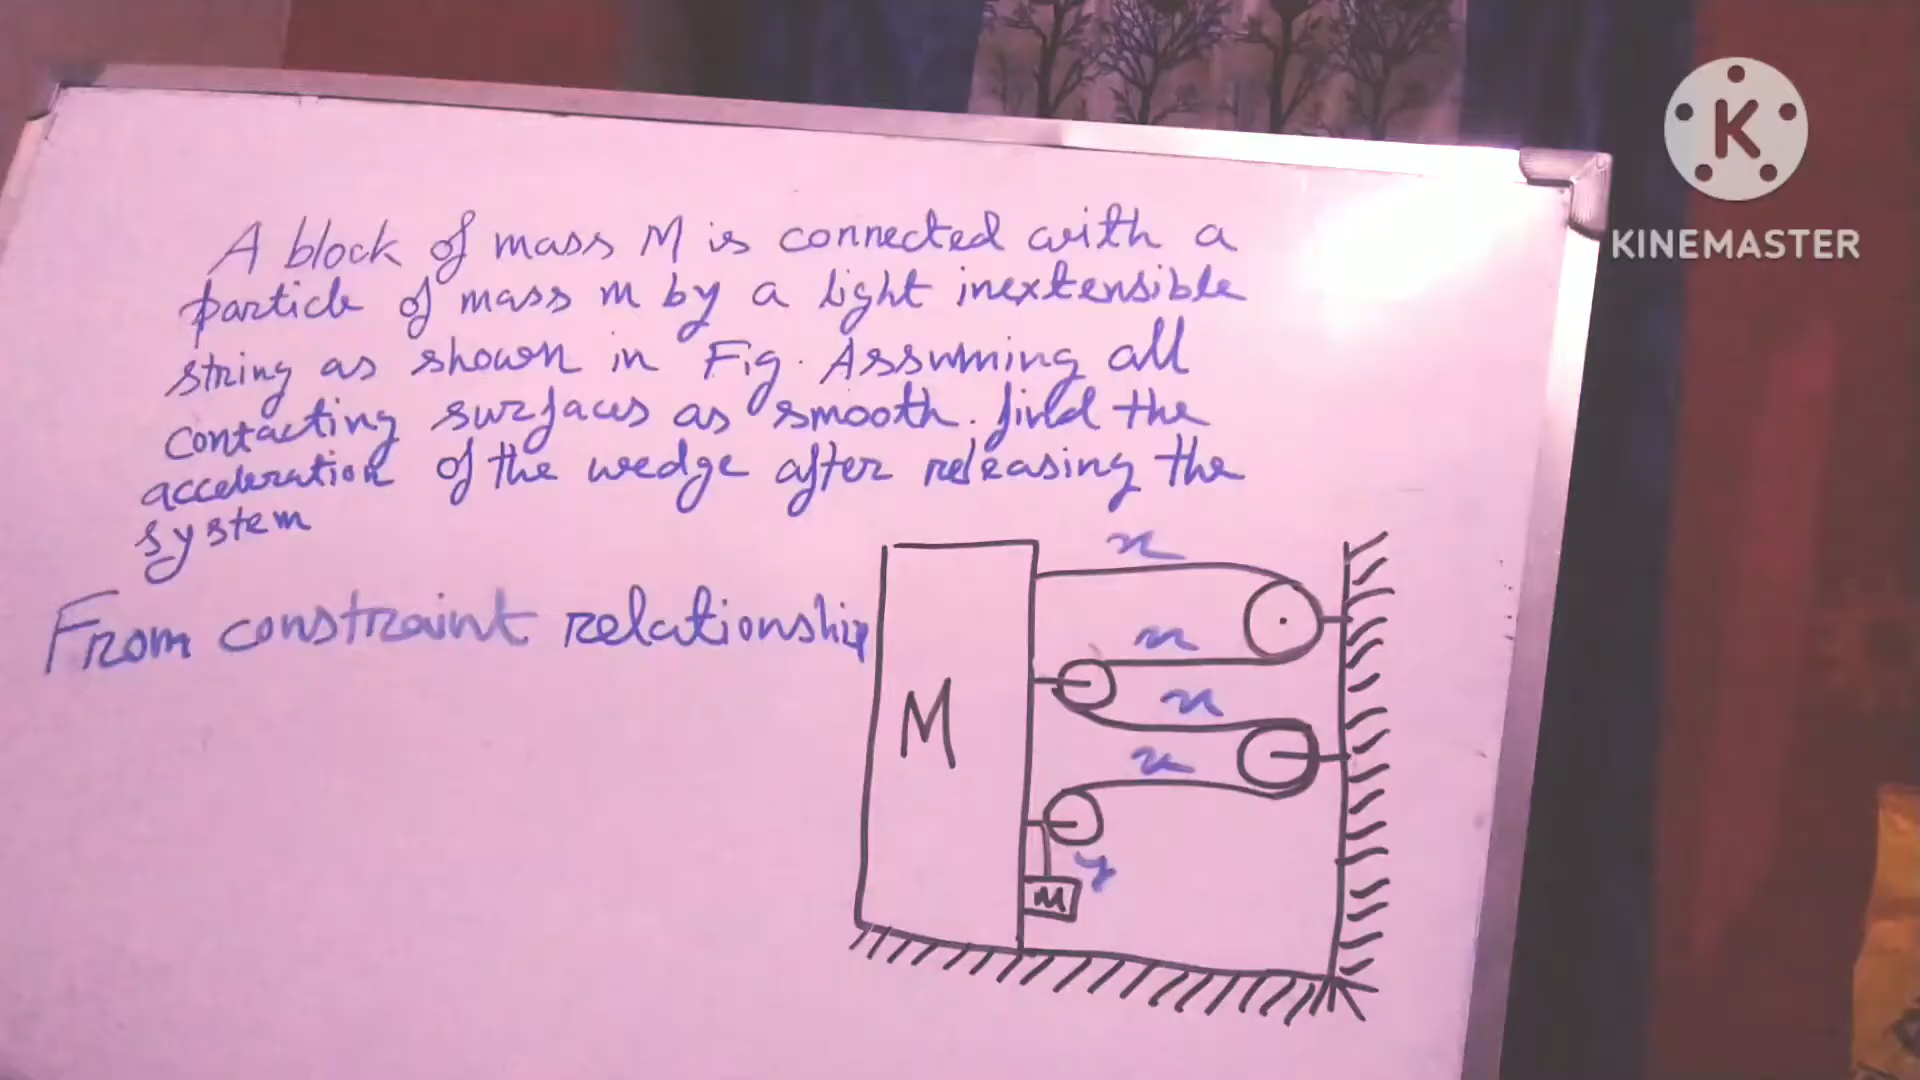 A block of mass M is connected with a
particle of mass m by a light inextensible
string as shown in Fig. Assuming all
contacting surfaces as smooth. find the
acceleration of the wedge after releasing the
system
From constraint relationship
x
x
x
x
M
y
M
K
KINEMASTER